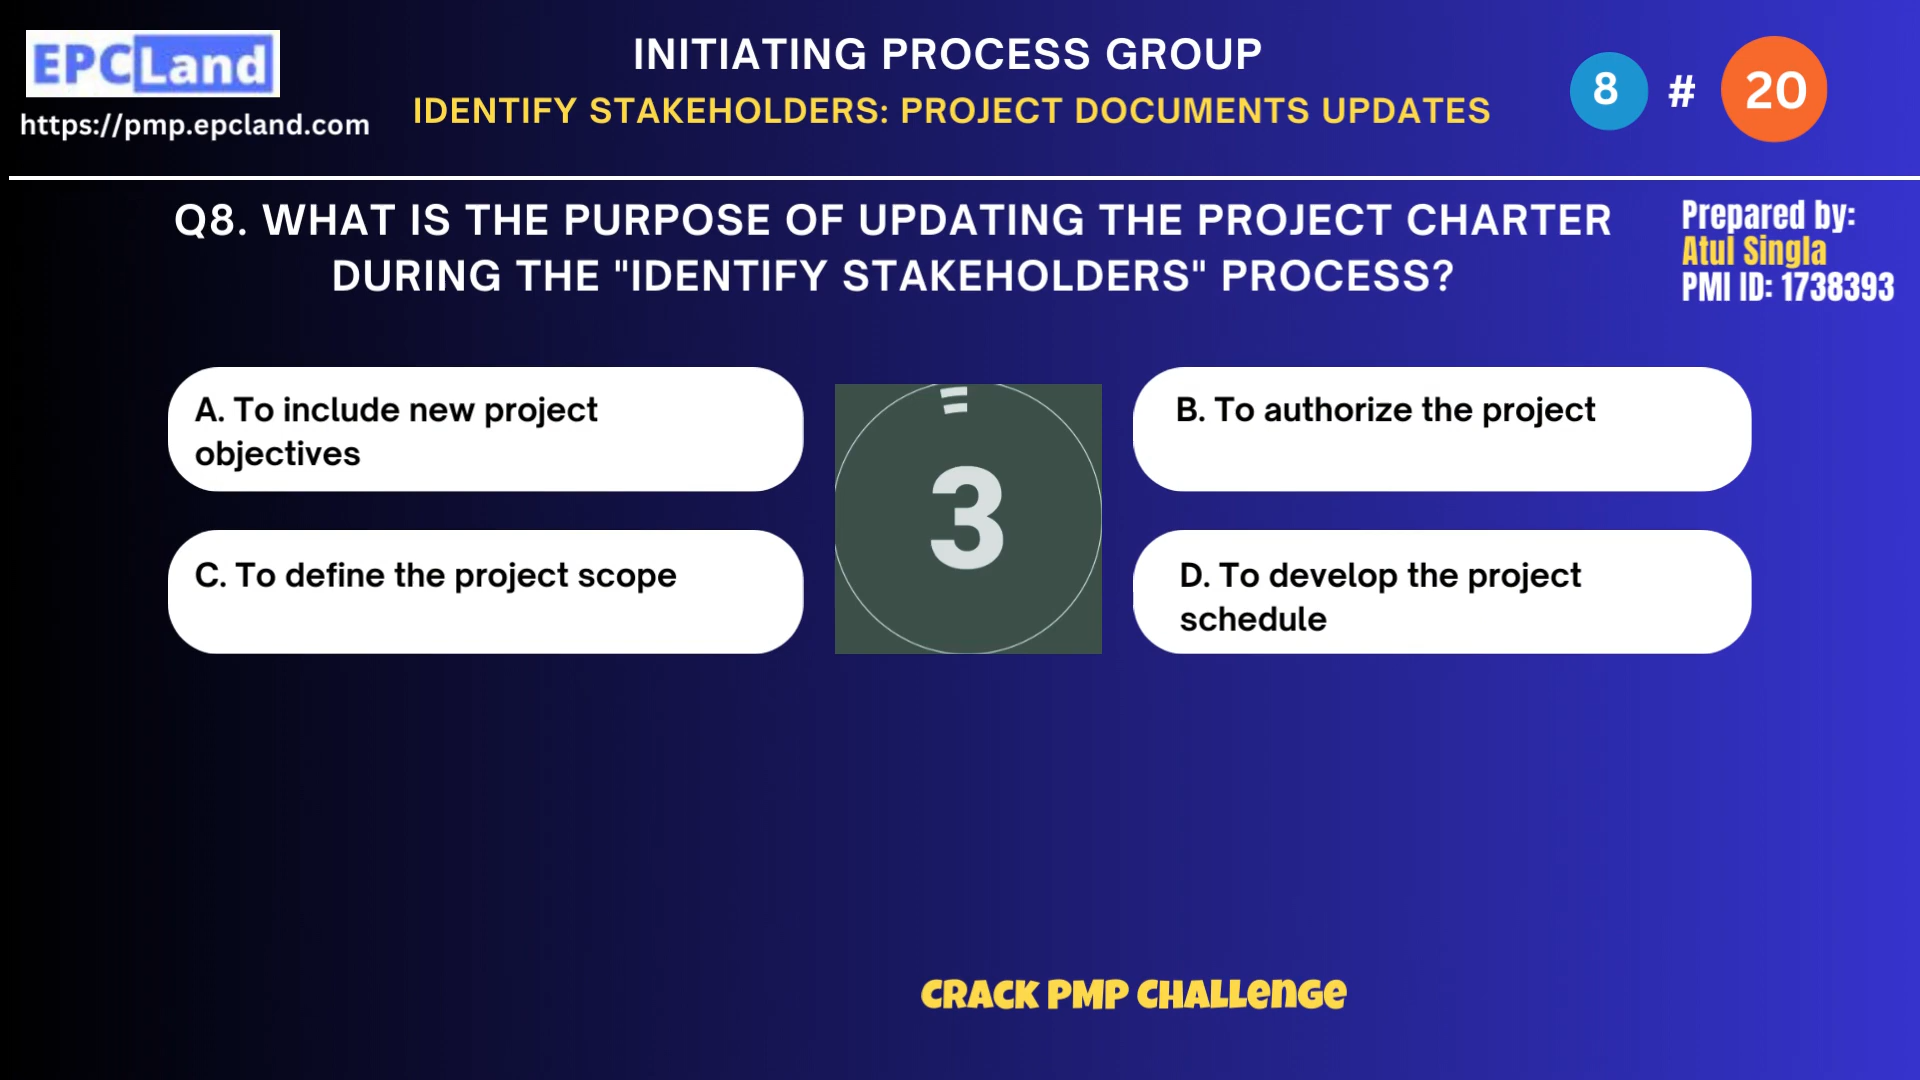 EPCLand
https://pmp.epcland.com
INITIATING PROCESS GROUP
IDENTIFY STAKEHOLDERS: PROJECT DOCUMENTS UPDATES
8 # 20
Q8. WHAT IS THE PURPOSE OF UPDATING THE PROJECT CHARTER
DURING THE "IDENTIFY STAKEHOLDERS" PROCESS?
Prepared by:
Atul Singla
PMI ID: 1738393
A. To include new project
objectives
B. To authorize the project
3
C. To define the project scope
D. To develop the project
schedule
CRACK PMP CHALLENGE